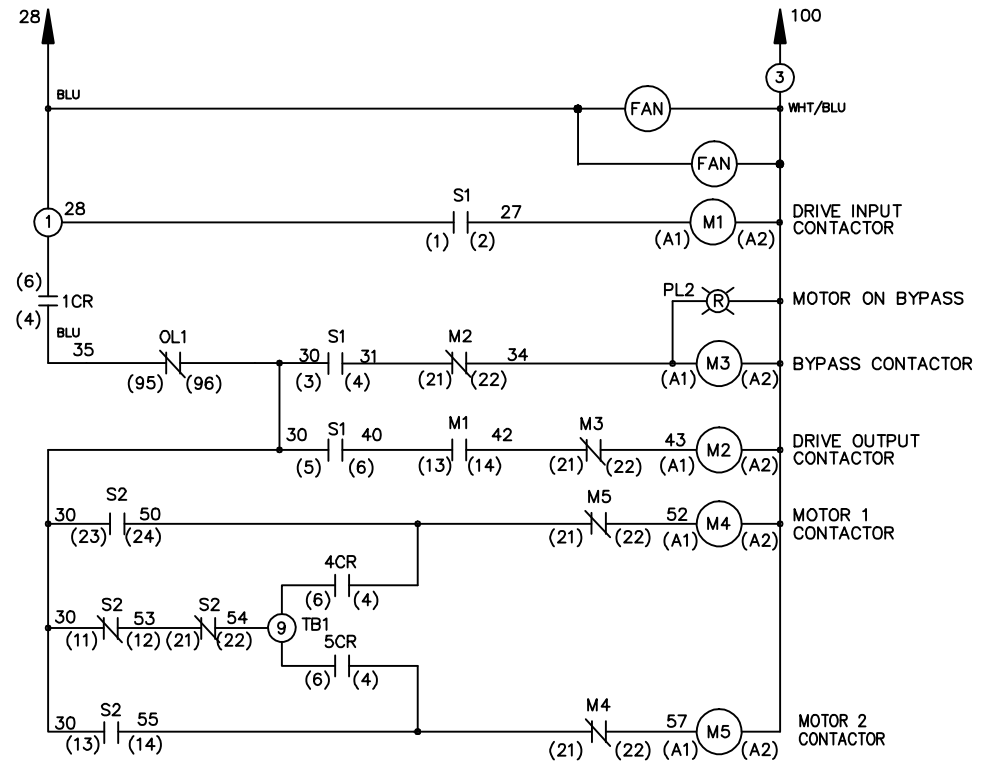 28
100
3
BLU
FAN
WHT/BLU
FAN
1
28
S1
(1) (2)
27
M1
(A1) (A2)
DRIVE INPUT
CONTACTOR
(6)
1CR
(4)
PL2
R
MOTOR ON BYPASS
BLU
35
OL1
(95) (96)
30
S1
(3) (4)
31
M2
(21) (22)
34
M3
(A1) (A2)
BYPASS CONTACTOR
30
S1
(5) (6)
40
M1
(13) (14)
42
M3
(21) (22)
43
M2
(A1) (A2)
DRIVE OUTPUT
CONTACTOR
30
S2
(23) (24)
50
M5
(21) (22)
52
M4
(A1) (A2)
MOTOR 1
CONTACTOR
4CR
(6) (4)
30
S2
(11) (12)
53
S2
(21) (22)
54
9
TB1
5CR
(6) (4)
30
S2
(13) (14)
55
M4
(21) (22)
57
M5
(A1) (A2)
MOTOR 2
CONTACTOR